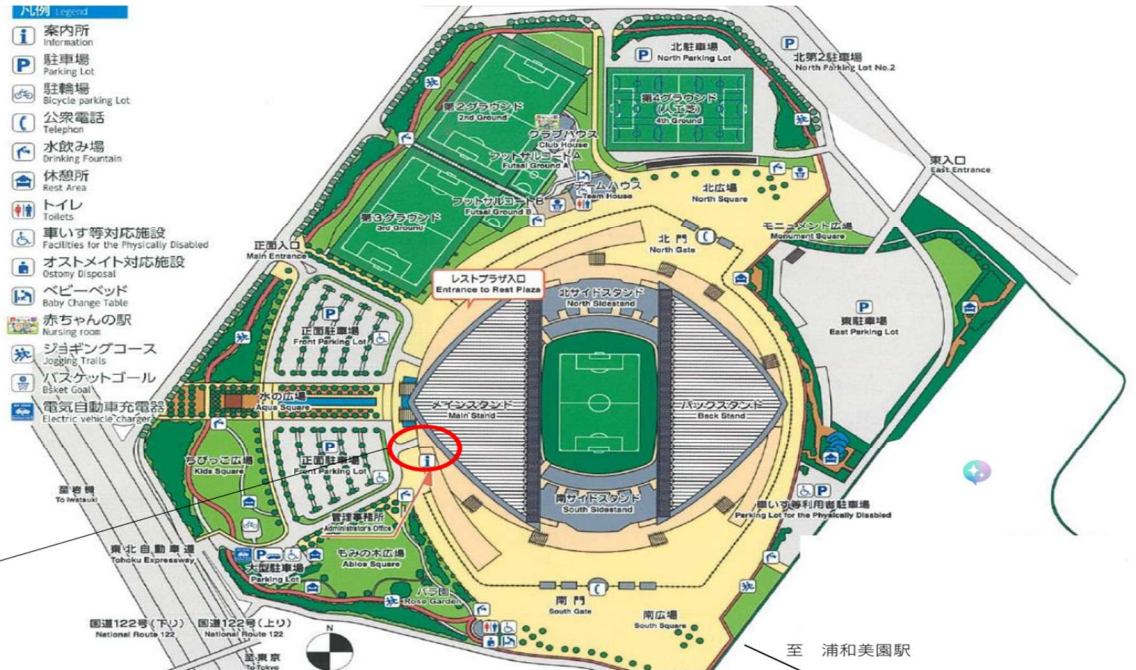 凡例 Legend
案内所
Information
駐車場
Parking Lot
駐輪場
Bicycle parking Lot
公衆電話
Telephon
水飲み場
Drinking Fountain
休憩所
Rest Area
トイレ
Toilets
車いす等対応施設
Facilities for the Physically Disabled
オストメイト対応施設
Ostomy Disposal
ベビーベッド
Baby Change Table
赤ちゃんの駅
Nursing room
ジョギングコース
Jogging Trails
バスケットゴール
Bsket Goal
電気自動車充電器
Electric vehicle charger
北駐車場
North Parking Lot
北第2駐車場
North Parking Lot No.2
第2グラウンド
2nd Ground
第4グラウンド
(人工芝)
4th Ground
クラブハウス
Club House
フットサルコートA
Futsal Ground A
チームハウス
Team House
フットサルコートB
Futsal Ground B
第3グラウンド
3rd Ground
東入口
East Entrance
北広場
North Square
モニュメント広場
Monument Square
北門
North Gate
正面入口
Main Entrance
レストプラザ入口
Entrance to Rest Plaza
北サイドスタンド
North Sidestand
正面駐車場
Front Parking Lot
東駐車場
East Parking Lot
水の広場
Aqua Square
メインスタンド
Main Stand
バックスタンド
Back Stand
ちびっこ広場
Kids Square
正面駐車場
Front Parking Lot
至岩槻
To Iwatsuki
南サイドスタンド
South Sidestand
車いす等利用者駐車場
Parking Lot for the Physically Disabled
管理事務所
Administrator's Office
東北自動車道
Tohoku Expressway
大型駐車場
Parking Lot
もみの木広場
Abios Square
バラ園
Rose Garden
南門
South Gate
南広場
South Square
国道122号(下り)
National Route 122
国道122号(上り)
National Route 122
N
至東京
To Tokyo
至 浦和美園駅